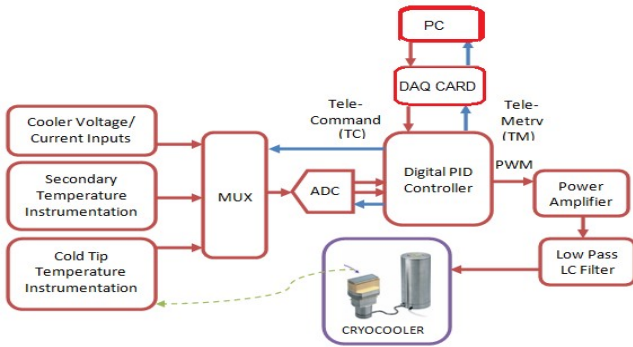 PC
DAQ CARD
Tele-
Command
(TC)
Tele-
Metry
(TM)
Cooler Voltage/
Current Inputs
Secondary
Temperature
Instrumentation
Cold Tip
Temperature
Instrumentation
MUX
ADC
Digital PID
Controller
PWM
Power
Amplifier
Low Pass
LC Filter
CRYOCOOLER